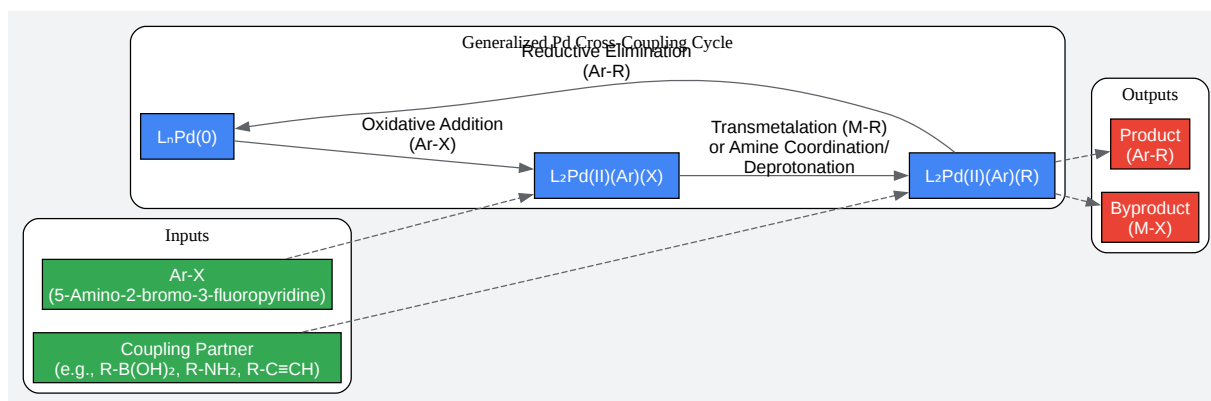 Generalized Pd Cross-Coupling Cycle
Reductive Elimination
(Ar-R)
LₙPd(0)
Oxidative Addition
(Ar-X)
L₂Pd(II)(Ar)(X)
Transmetalation (M-R)
or Amine Coordination/
Deprotonation
L₂Pd(II)(Ar)(R)
Outputs
Product
(Ar-R)
Byproduct
(M-X)
Inputs
Ar-X
(5-Amino-2-bromo-3-fluoropyridine)
Coupling Partner
(e.g., R-B(OH)₂, R-NH₂, R-C≡CH)